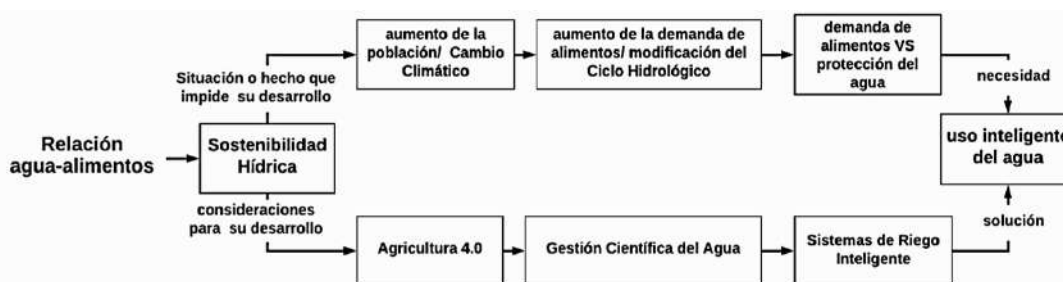 Relación
agua-alimentos
Sostenibilidad
Hídrica
Situación o hecho que
impide su desarrollo
aumento de la
población/ Cambio
Climático
aumento de la demanda de
alimentos/ modificación del
Ciclo Hidrológico
demanda de
alimentos VS
protección del
agua
necesidad
uso inteligente
del agua
consideraciones
para su desarrollo
Agricultura 4.0
Gestión Científica del Agua
Sistemas de Riego
Inteligente
solución